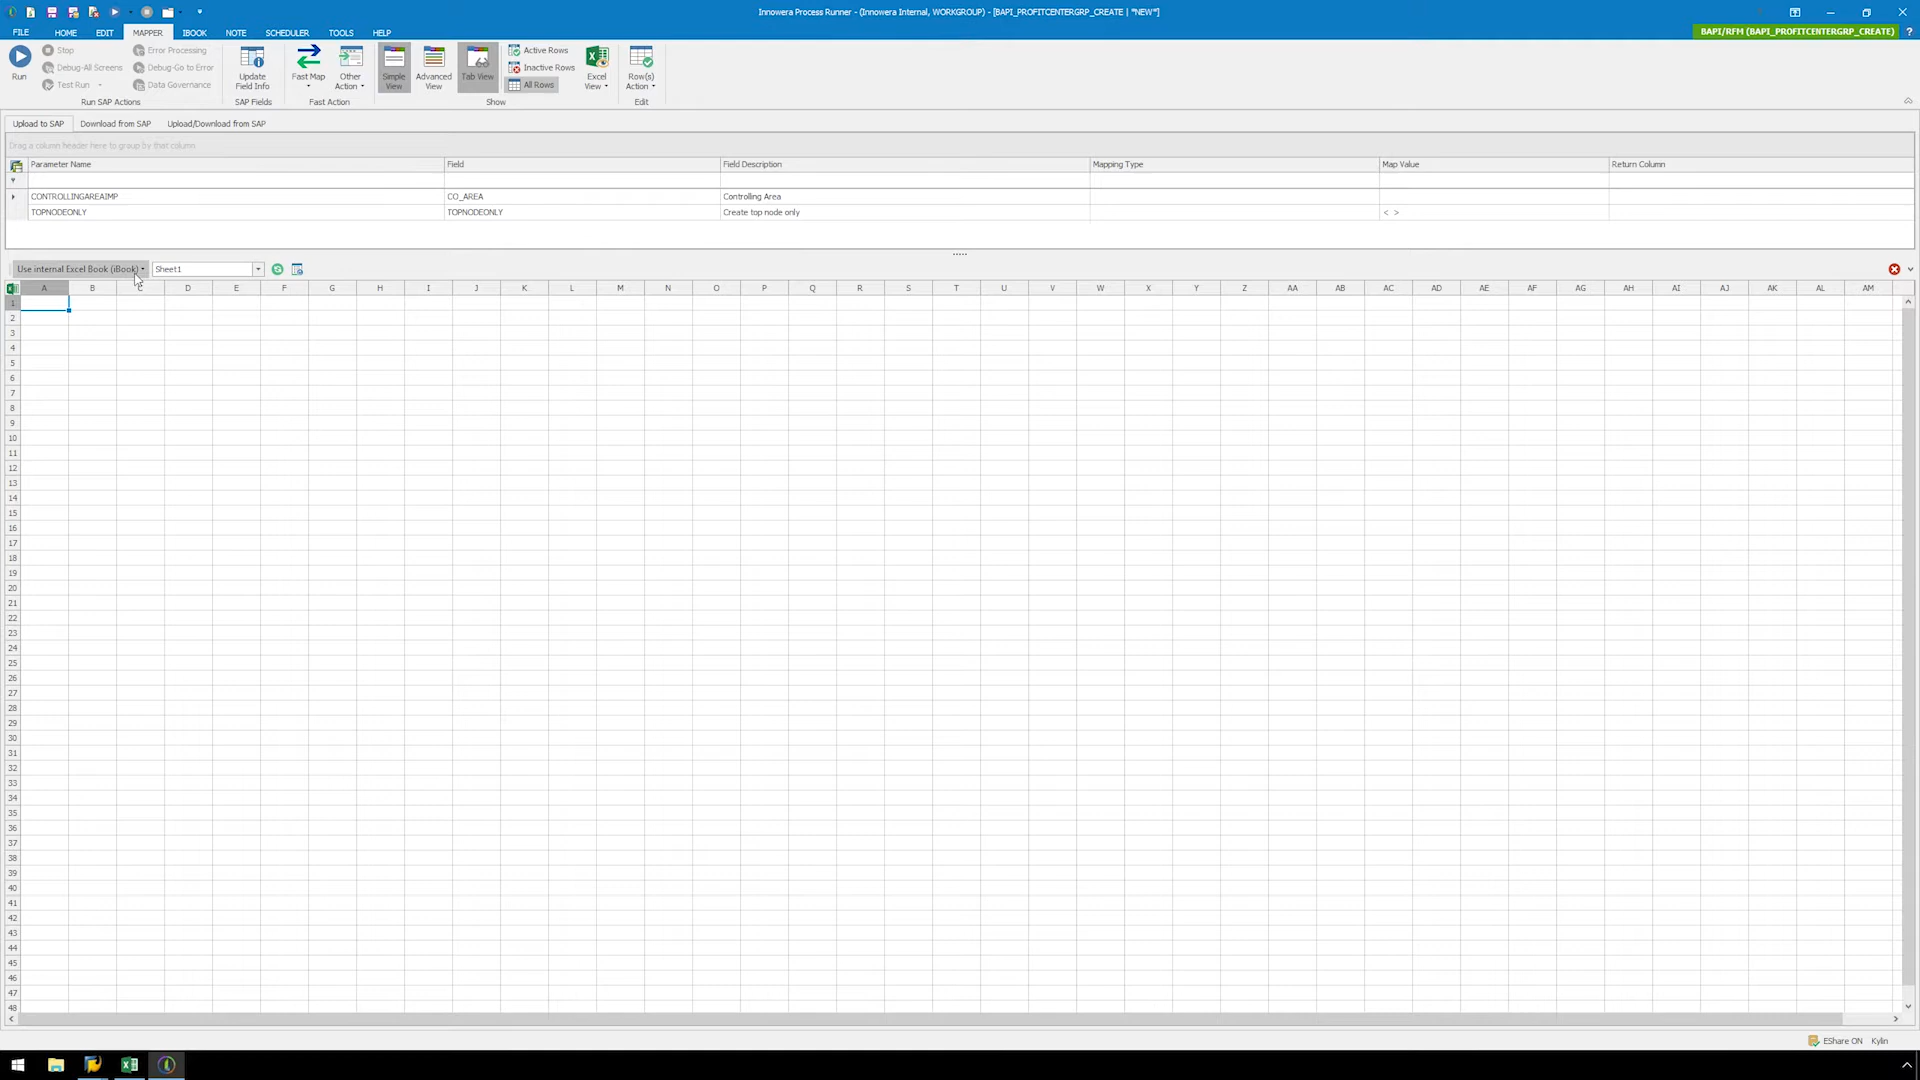 Innowera Process Runner - (Innowera Internal, WORKGROUP) - [BAPI_PROFITCENTERGRP_CREATE | "NEW"]
FILE HOME EDIT MAPPER IBOOK NOTE SCHEDULER TOOLS HELP
BAPI/RFM (BAPI_PROFITCENTERGRP_CREATE)
Run
Stop
Debug-All Screens
Test Run
Error Processing
Debug-Go to Error
Data Governance
Run SAP Actions
Update Field Info
SAP Fields
Fast Map
Other Action
Fast Action
Simple View
Advanced View
Tab View
Active Rows
Inactive Rows
All Rows
Excel View
Show
Row(s) Action
Edit
Upload to SAP Download from SAP Upload/Download from SAP
Drag a column header here to group by that column
Parameter Name Field Field Description Mapping Type Map Value Return Column
CONTROLLINGAREAIMP CO_AREA Controlling Area
TOPNODEONLY TOPNODEONLY Create top node only < >
Use internal Excel Book (iBook) Sheet1
A B C D E F G H I J K L M N O P Q R S T U V W X Y Z AA AB AC AD AE AF AG AH AI AJ AK AL AM
1
2
3
4
5
6
7
8
9
10
11
12
13
14
15
16
17
18
19
20
21
22
23
24
25
26
27
28
29
30
31
32
33
34
35
36
37
38
39
40
41
42
43
44
45
46
47
48
EShare ON Kylin